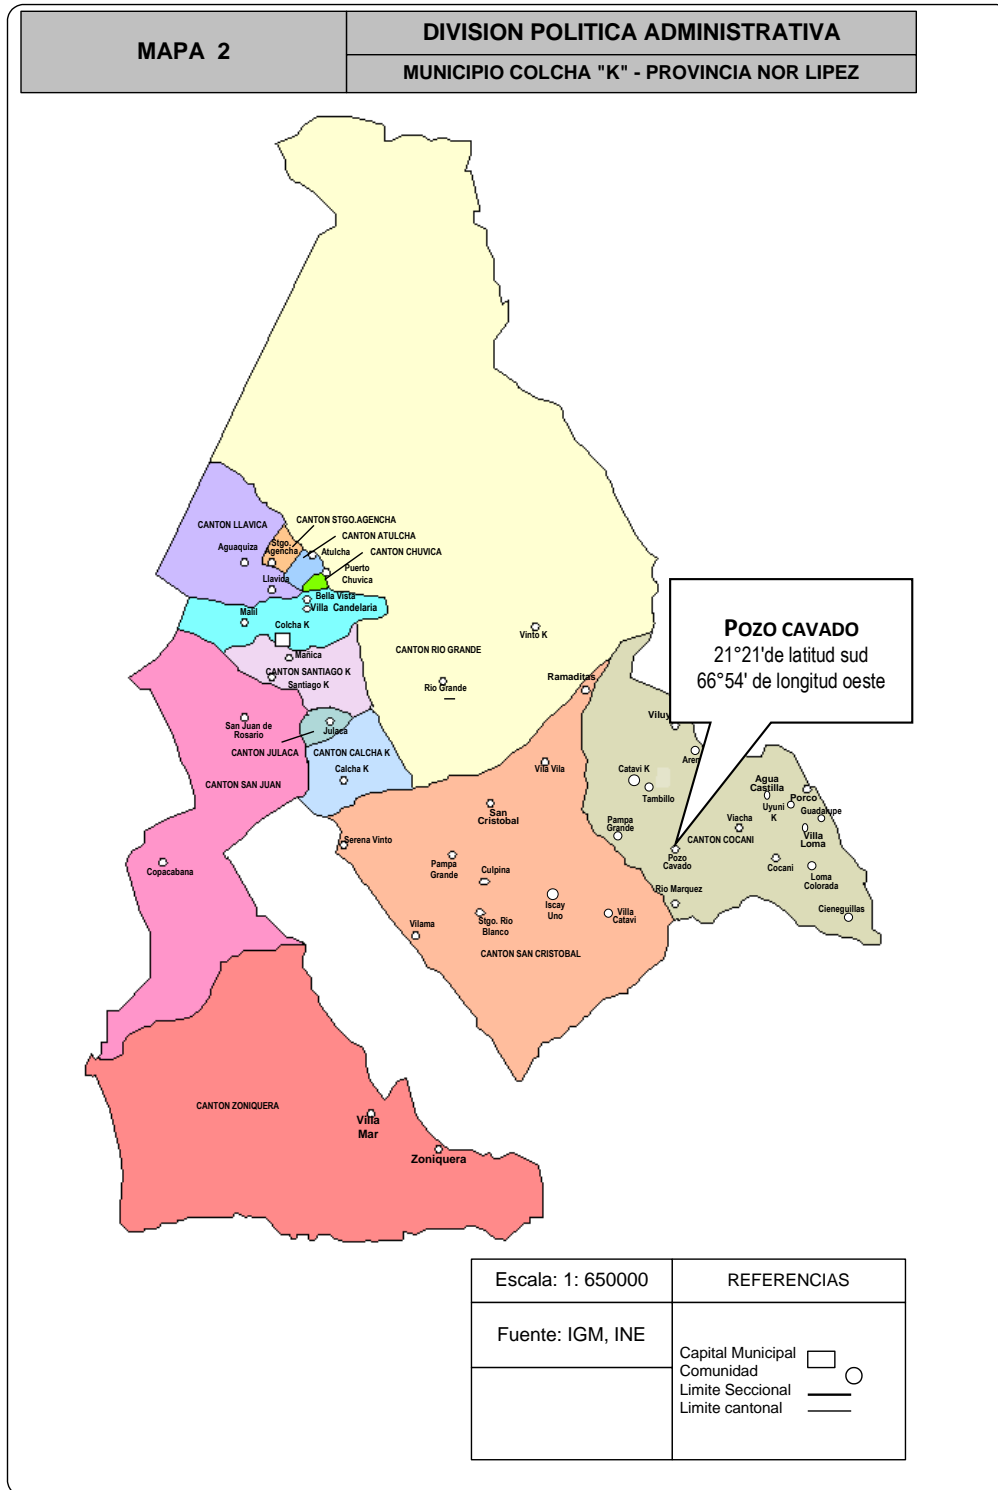 MAPA 2
DIVISION POLITICA ADMINISTRATIVA
MUNICIPIO COLCHA "K" - PROVINCIA NOR LIPEZ
CANTON LLAVICA
CANTON STGO.AGENCHA
CANTON ATULCHA
CANTON CHUVICA
Aguaquiza
Stgo.
Agencha
Atulcha
Puerto
Chuvica
Llavida
Bella Vista
Villa Candelaria
Malil
Colcha K
Mañica
CANTON SANTIAGO K
Santiago K
CANTON RIO GRANDE
Rio Grande
Vinto K
Ramaditas
POZO CAVADO
21°21'de latitud sud
66°54' de longitud oeste
San Juan de
Rosario
Julaca
CANTON JULACA
CANTON CALCHA K
Calcha K
CANTON SAN JUAN
Viluy
Aren
Vila Vila
Catavi K
Tambillo
San
Cristobal
Agua
Castilla
Porco
Uyuni
K
Guadalupe
Viacha
Villa
Loma
Pampa
Grande
CANTON COCANI
Pozo
Cavado
Cocani
Loma
Colorada
Serena Vinto
Copacabana
Pampa
Grande
Culpina
Iscay
Uno
Rio Marquez
Cieneguillas
Vilama
Stgo. Rio
Blanco
Villa
Catavi
CANTON SAN CRISTOBAL
CANTON ZONIQUERA
Villa
Mar
Zoniquera
Escala: 1: 650000
REFERENCIAS
Fuente: IGM, INE
Capital Municipal
Comunidad
Limite Seccional
Limite cantonal